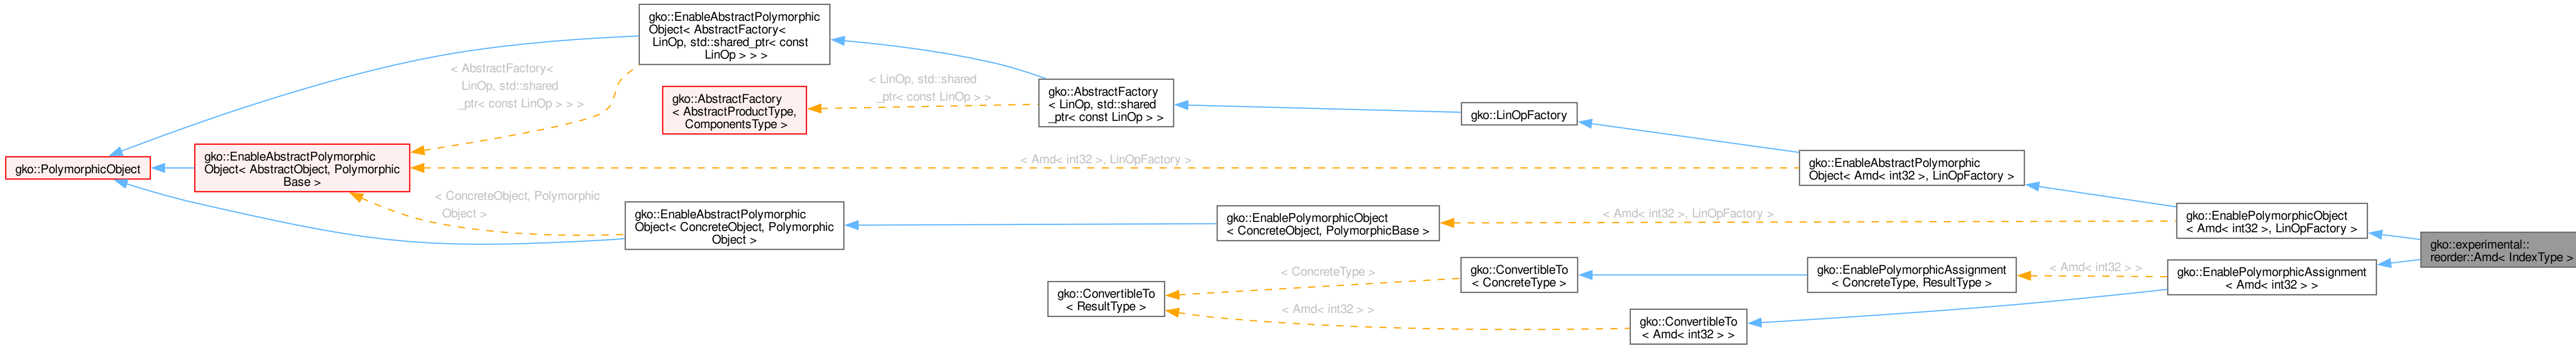 gko::PolymorphicObject
gko::EnableAbstractPolymorphic
Object< AbstractObject, Polymorphic
Base >
gko::EnableAbstractPolymorphic
Object< AbstractFactory<
LinOp, std::shared_ptr< const
LinOp > > >
< AbstractFactory<
LinOp, std::shared
_ptr< const LinOp > > >
gko::AbstractFactory
< AbstractProductType,
ComponentsType >
< LinOp, std::shared
_ptr< const LinOp > >
gko::AbstractFactory
< LinOp, std::shared
_ptr< const LinOp > >
gko::LinOpFactory
< Amd< int32 >, LinOpFactory >
gko::EnableAbstractPolymorphic
Object< Amd< int32 >, LinOpFactory >
< ConcreteObject, Polymorphic
Object >
gko::EnableAbstractPolymorphic
Object< ConcreteObject, Polymorphic
Object >
gko::EnablePolymorphicObject
< ConcreteObject, PolymorphicBase >
< Amd< int32 >, LinOpFactory >
gko::EnablePolymorphicObject
< Amd< int32 >, LinOpFactory >
gko::experimental::
reorder::Amd< IndexType >
gko::ConvertibleTo
< ResultType >
< ConcreteType >
gko::ConvertibleTo
< ConcreteType >
gko::EnablePolymorphicAssignment
< ConcreteType, ResultType >
< Amd< int32 > >
gko::EnablePolymorphicAssignment
< Amd< int32 > >
< Amd< int32 > >
gko::ConvertibleTo
< Amd< int32 > >